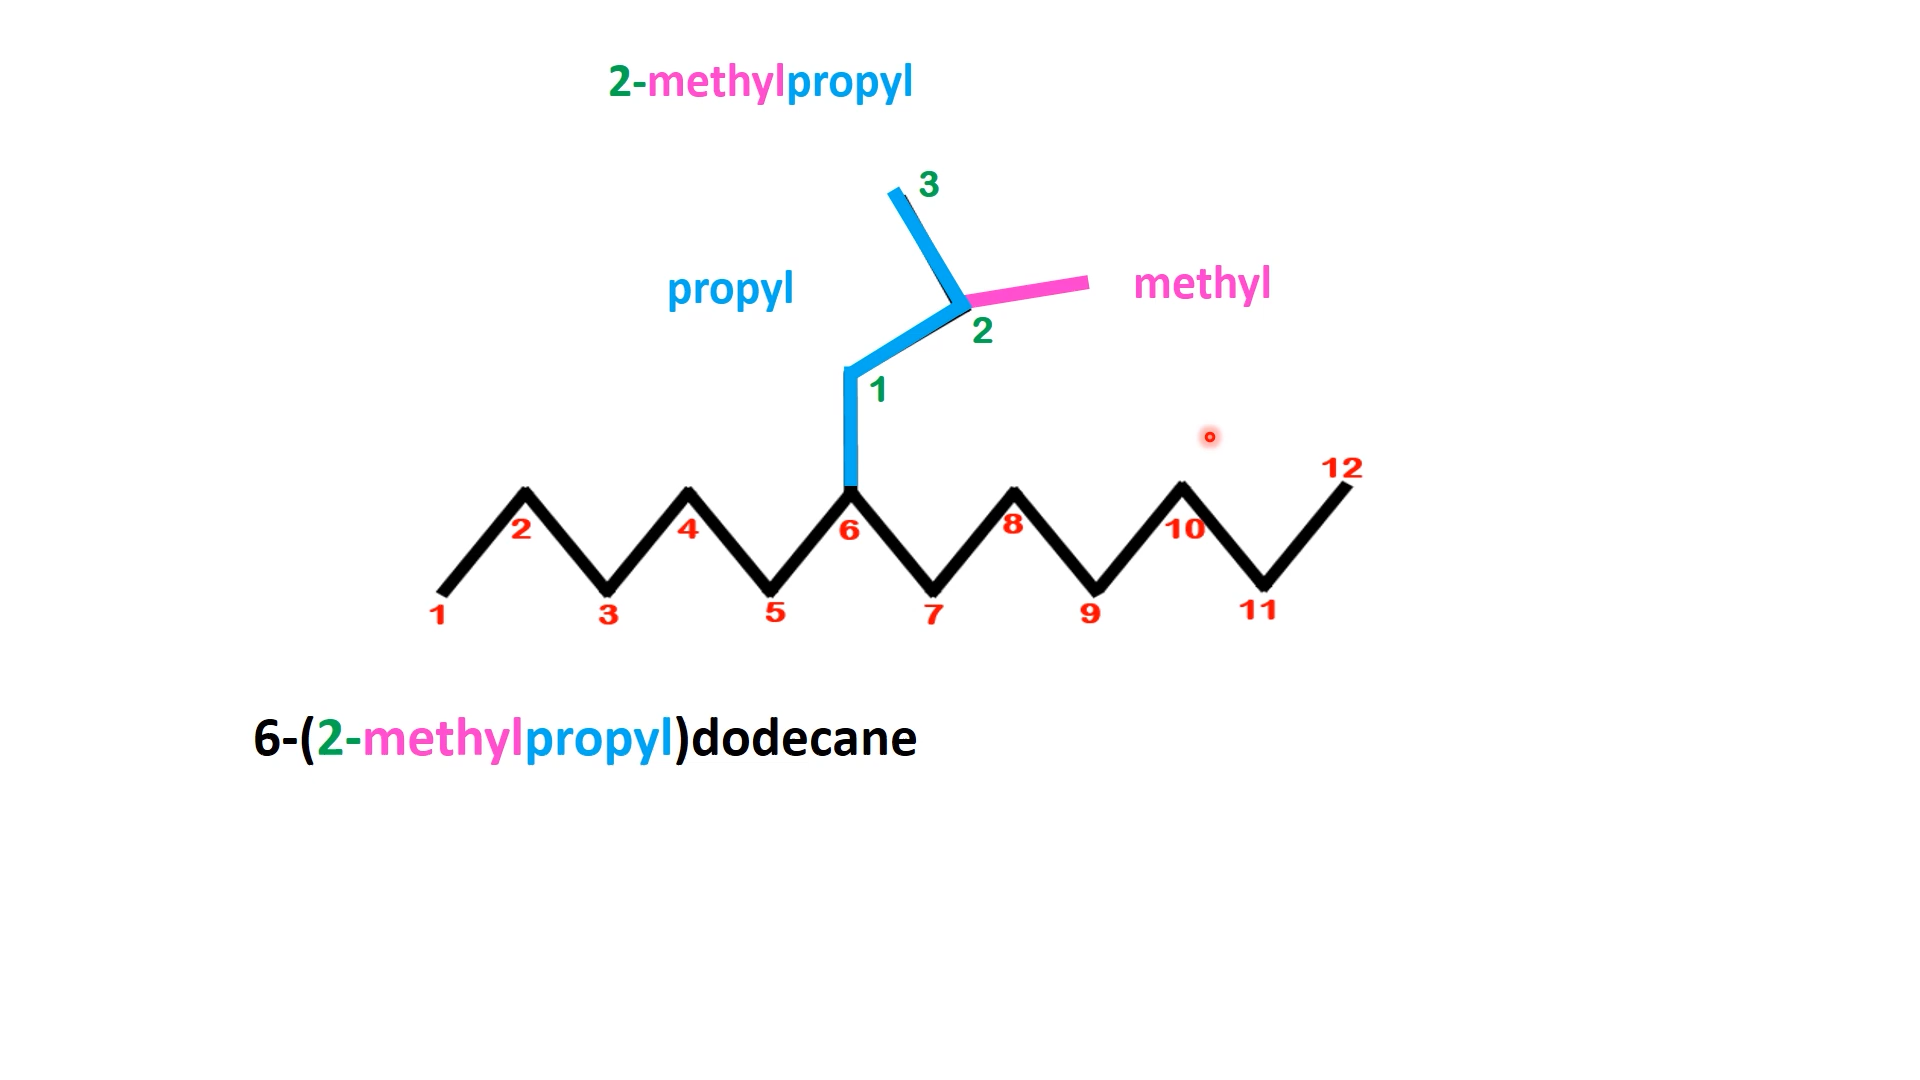 2-methylpropyl
3
propyl
methyl
2
1
12
2 4 6 8 10
1 3 5 7 9 11
6-(2-methylpropyl)dodecane